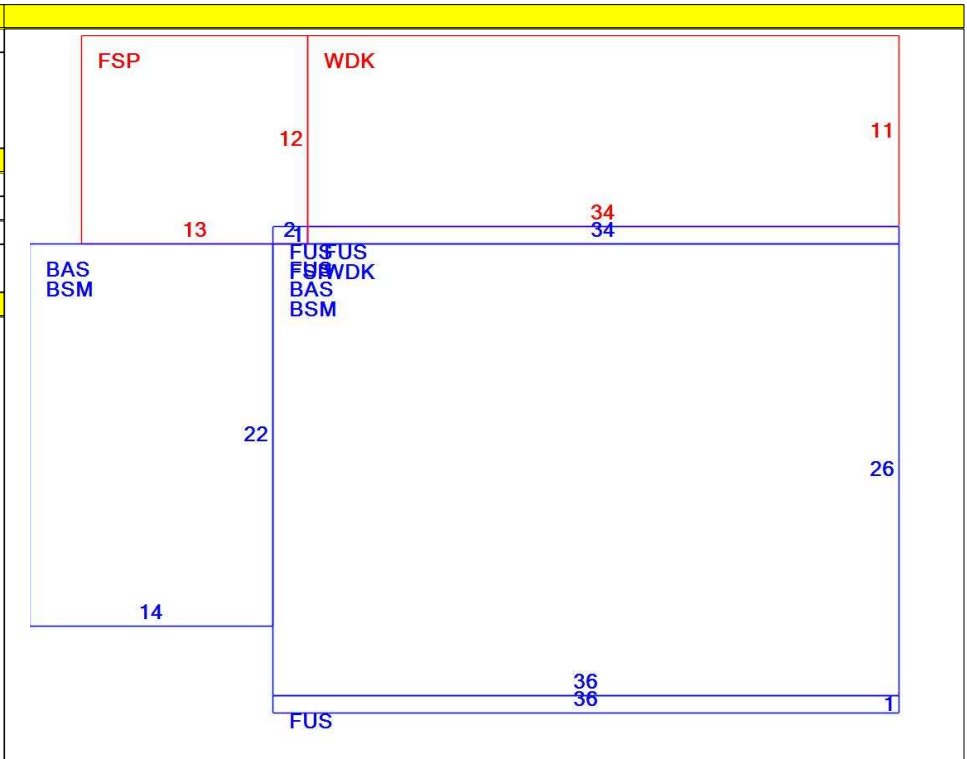 FSP WDK
12 11
34
13 2 1 34
FUS FUS
BAS FUS
FSP WDK
BSM BAS
BSM
22
26
14
36
36 1
FUS